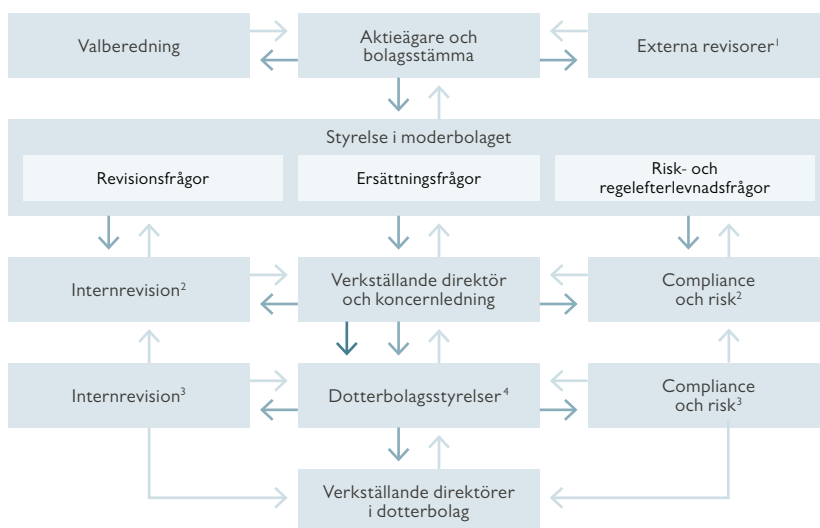 Valberedning
Aktieägare och
bolagsstämma
Externa revisorer¹
Styrelse i moderbolaget
Revisionsfrågor
Ersättningsfrågor
Risk- och
regelefterlevnadsfrågor
Internrevision²
Verkställande direktör
och koncernledning
Compliance
och risk²
Internrevision³
Dotterbolagsstyrelser⁴
Compliance
och risk³
Verkställande direktörer
i dotterbolag